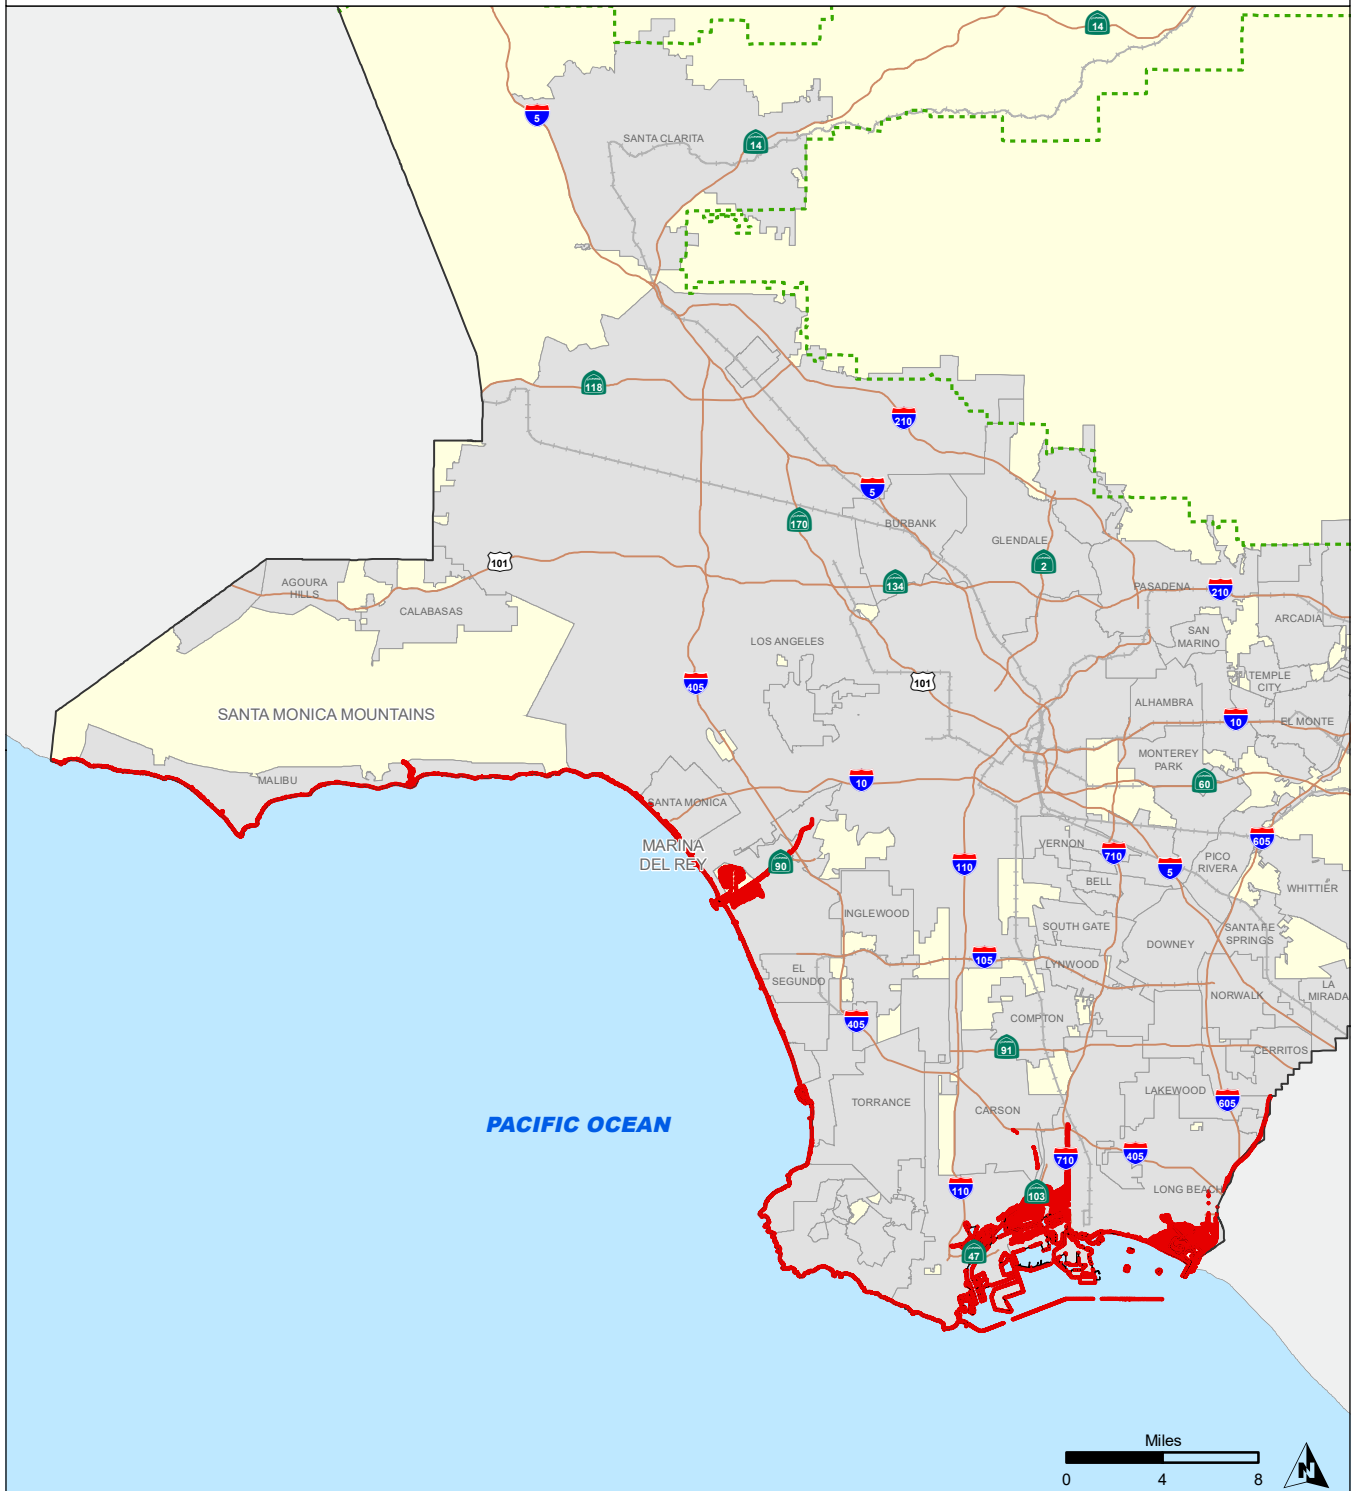 14
5
SANTA CLARITA
14
118
210
5
170
BURBANK
GLENDALE
2
101
134
AGOURA
HILLS
CALABASAS
PASADENA
210
ARCADIA
SAN
MARINO
LOS ANGELES
TEMPLE
CITY
405
101
ALHAMBRA
SANTA MONICA MOUNTAINS
10
EL MONTE
MONTEREY
PARK
60
MALIBU
10
SANTA MONICA
MARINA
DEL REY
90
VERNON
710
605
5
PICO
RIVERA
110
BELL
WHITTIER
INGLEWOOD
SOUTH GATE
SANTA FE
SPRINGS
DOWNEY
105
LYNWOOD
EL
SEGUNDO
NORWALK
LA
MIRADA
405
COMPTON
91
CERRITOS
LAKEWOOD
605
TORRANCE
CARSON
PACIFIC OCEAN
710
405
110
103
LONG BEACH
47
Miles
0 4 8
N